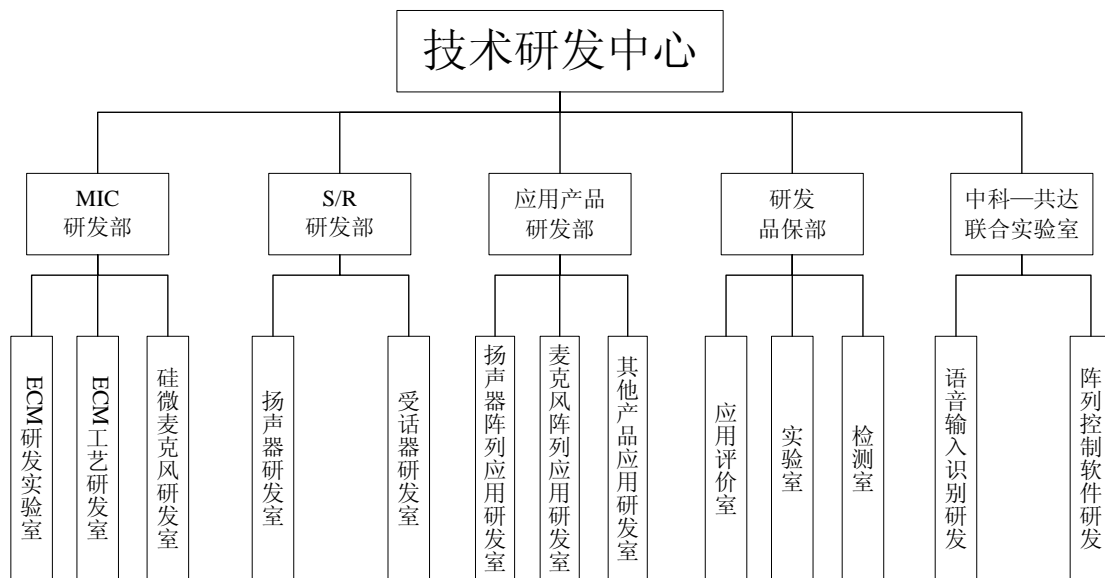 技术研发中心
MIC
研发部
S/R
研发部
应用产品
研发部
研发
品保部
中科—共达
联合实验室
ECM研发实验室
ECM工艺研发室
硅微麦克风研发室
扬声器研发室
受话器研发室
扬声器阵列应用研发室
麦克风阵列应用研发室
其他产品应用研发室
应用评价室
实验室
检测室
语音输入识别研发
阵列控制软件研发